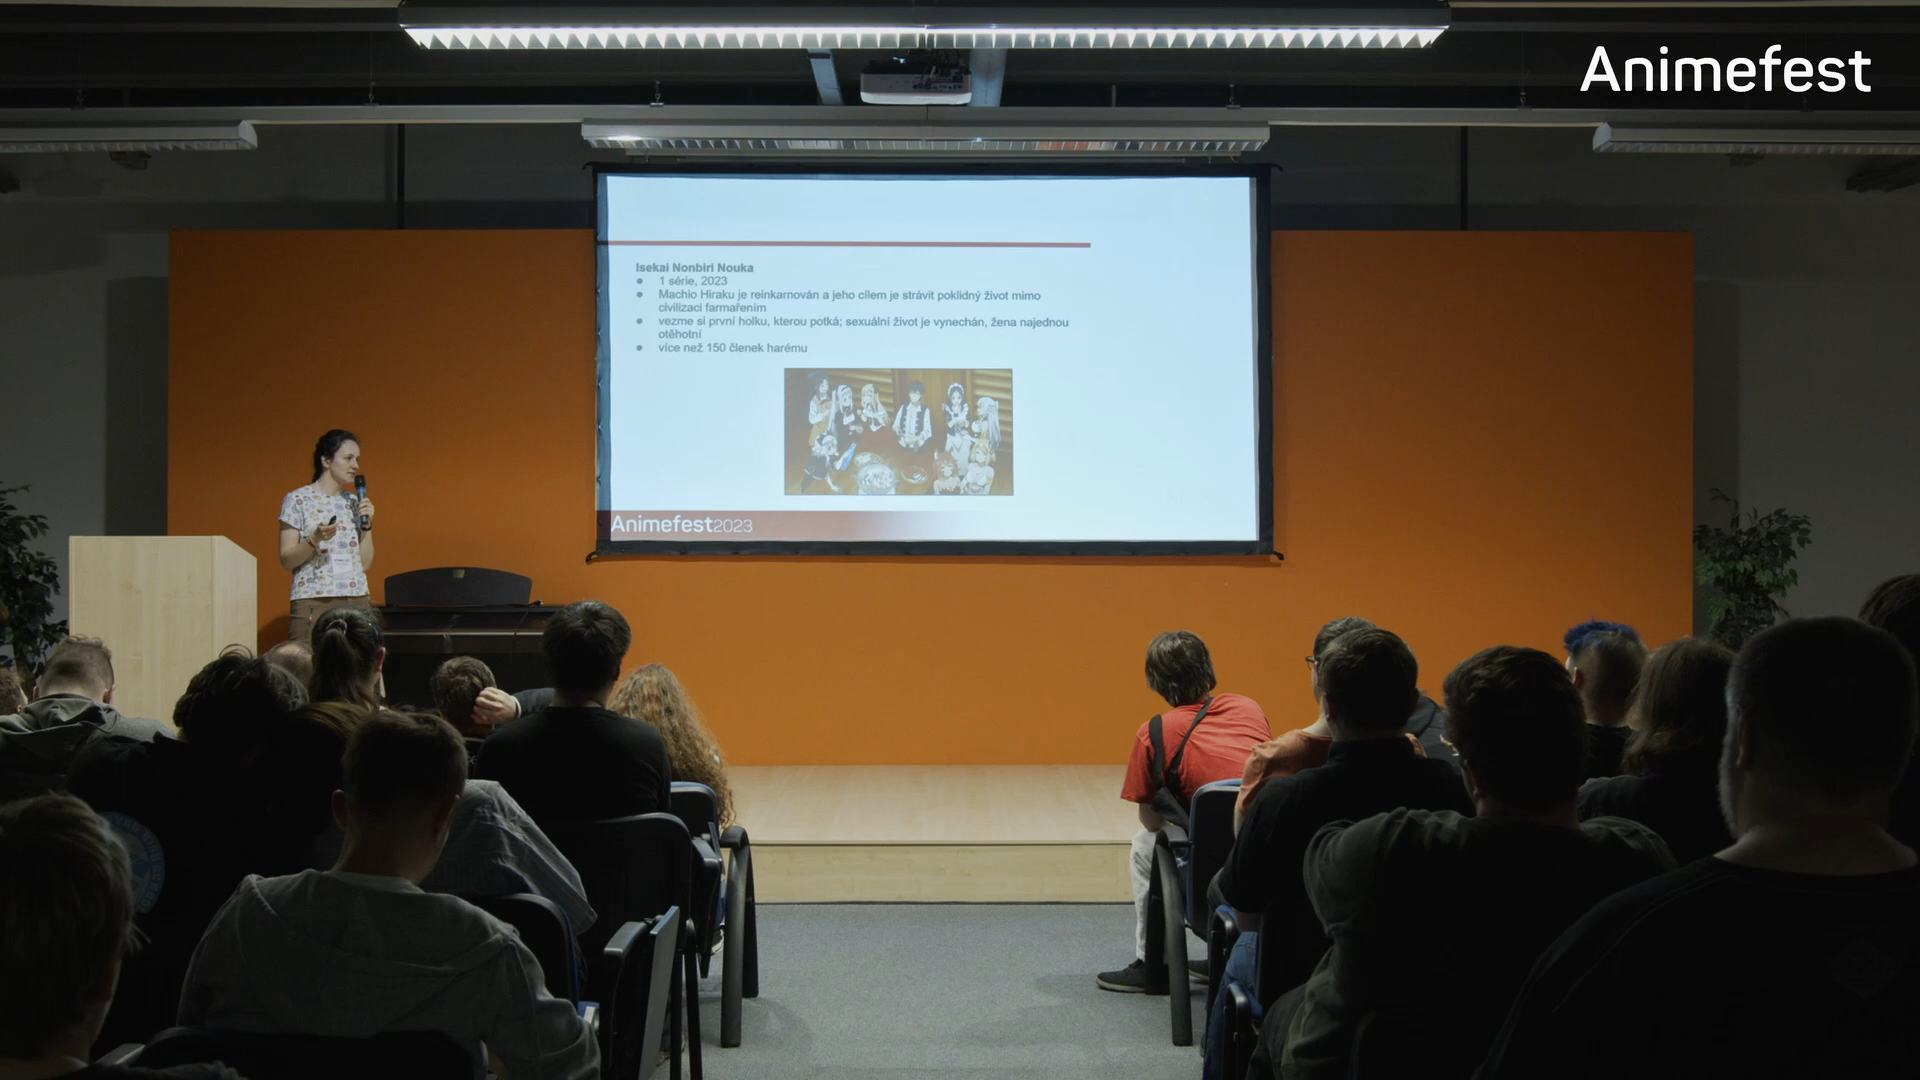 Animefest
Isekai Nonbiri Nouka
● 1 série, 2023
● Machio Hiraku je reinkarnován a jeho cílem je strávit poklidný život mimo
civilizaci farmařením
● vezme si první holku, kterou potká; sexuální život je vynechán, žena najednou
otěhotní
● více než 150 členek harému
Animefest2023